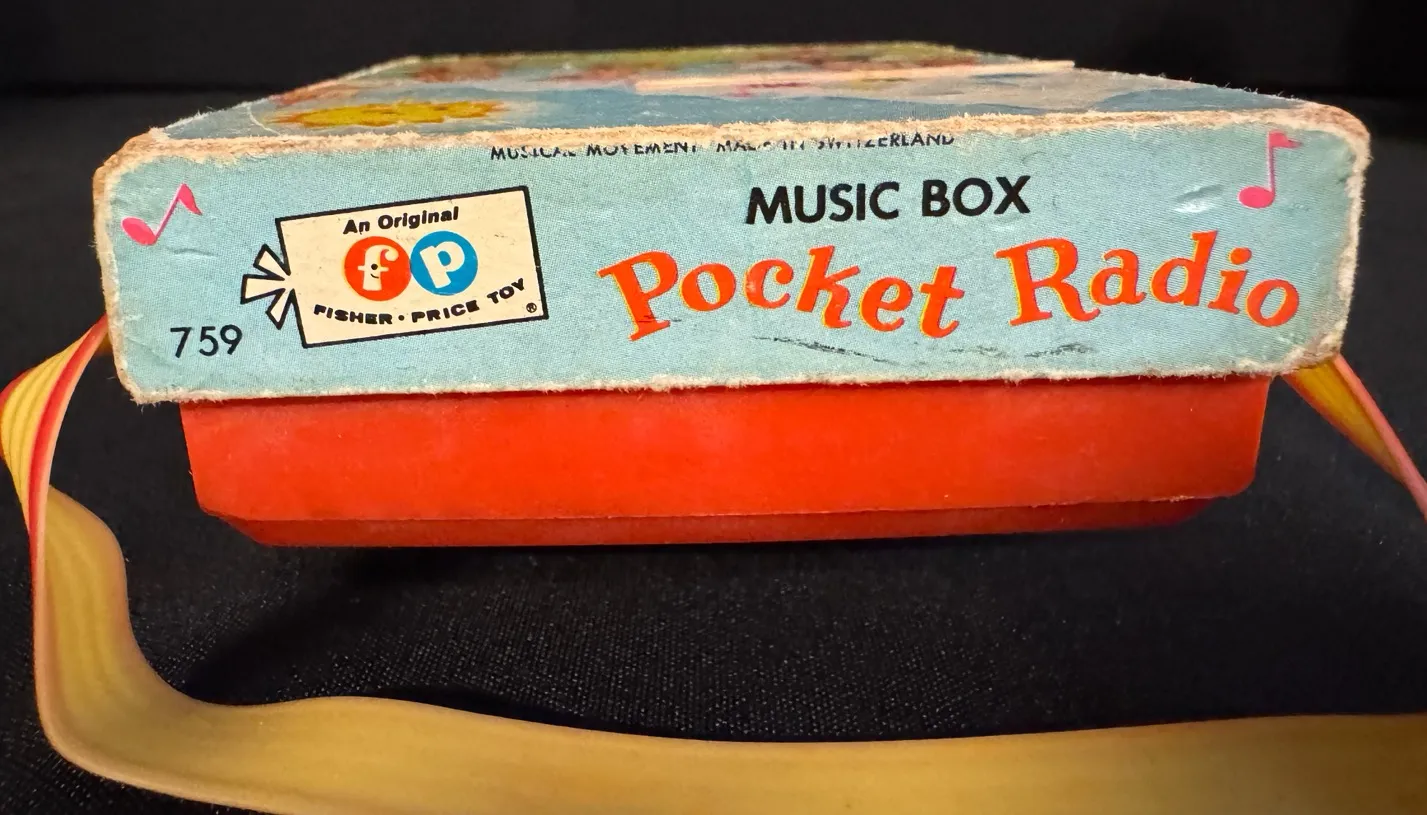 MUSICAL MOVEMENT MADE IN SWITZERLAND
An Original
fp
FISHER·PRICE TOY
®
759
MUSIC BOX
Pocket Radio